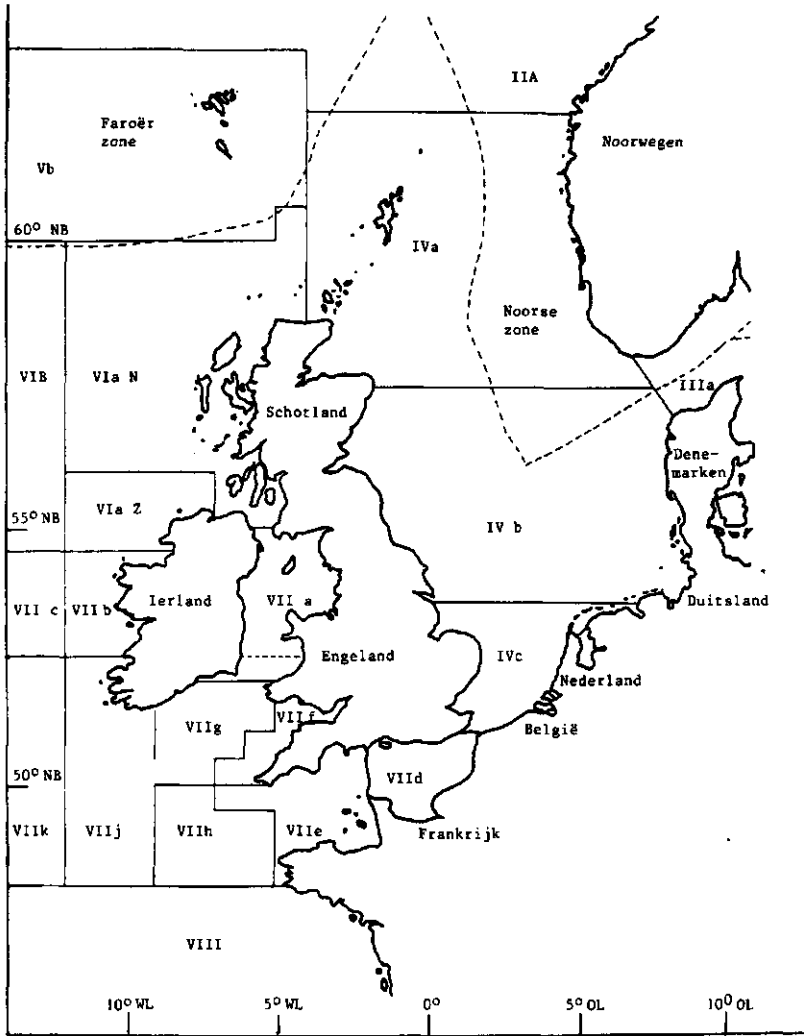 IIA
Faroër
zone
Noorwegen
Vb
60° NB
IVa
Noorse
zone
VIB
VIa N
IIIa
Schotland
Dene-
marken
VIa Z
55° NB
IV b
VII c
VII b
Ierland
VII a
Duitsland
Engeland
IVc
Nederland
VIIg
VIIf
België
50° NB
VIId
VIIk
VIIj
VIIh
VIIe
Frankrijk
VIII
10° WL
5° WL
0°
5° OL
10° OL